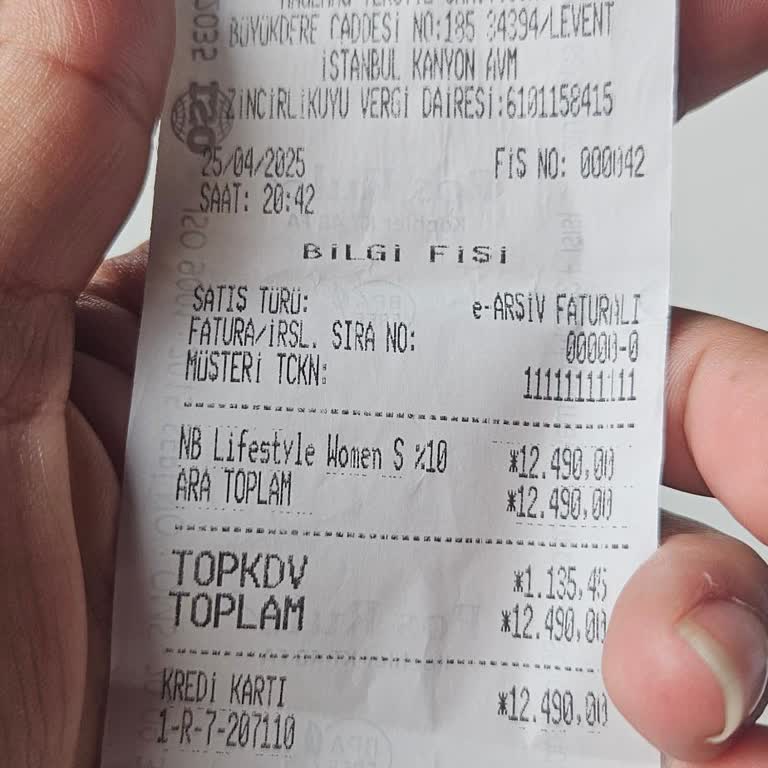 BÜYÜKDERE CADDESİ NO:185 34394/LEVENT
İSTANBUL KANYON AVM
ZİNCİRLİKUYU VERGİ DAİRESİ:6101158415
25/04/2025 FİŞ NO: 000042
SAAT: 20:42
BİLGİ FİŞİ
SATIŞ TÜRÜ: e-ARŞİV FATURALI
FATURA/İRSL. SIRA NO: 00000-0
MÜŞTERİ TCKN: 11111111111
NB Lifestyle Women S %10 *12.490,00
ARA TOPLAM *12.490,00
TOPKDV *1.135,45
TOPLAM *12.490,00
KREDİ KARTI *12.490,00
1-R-7-207110